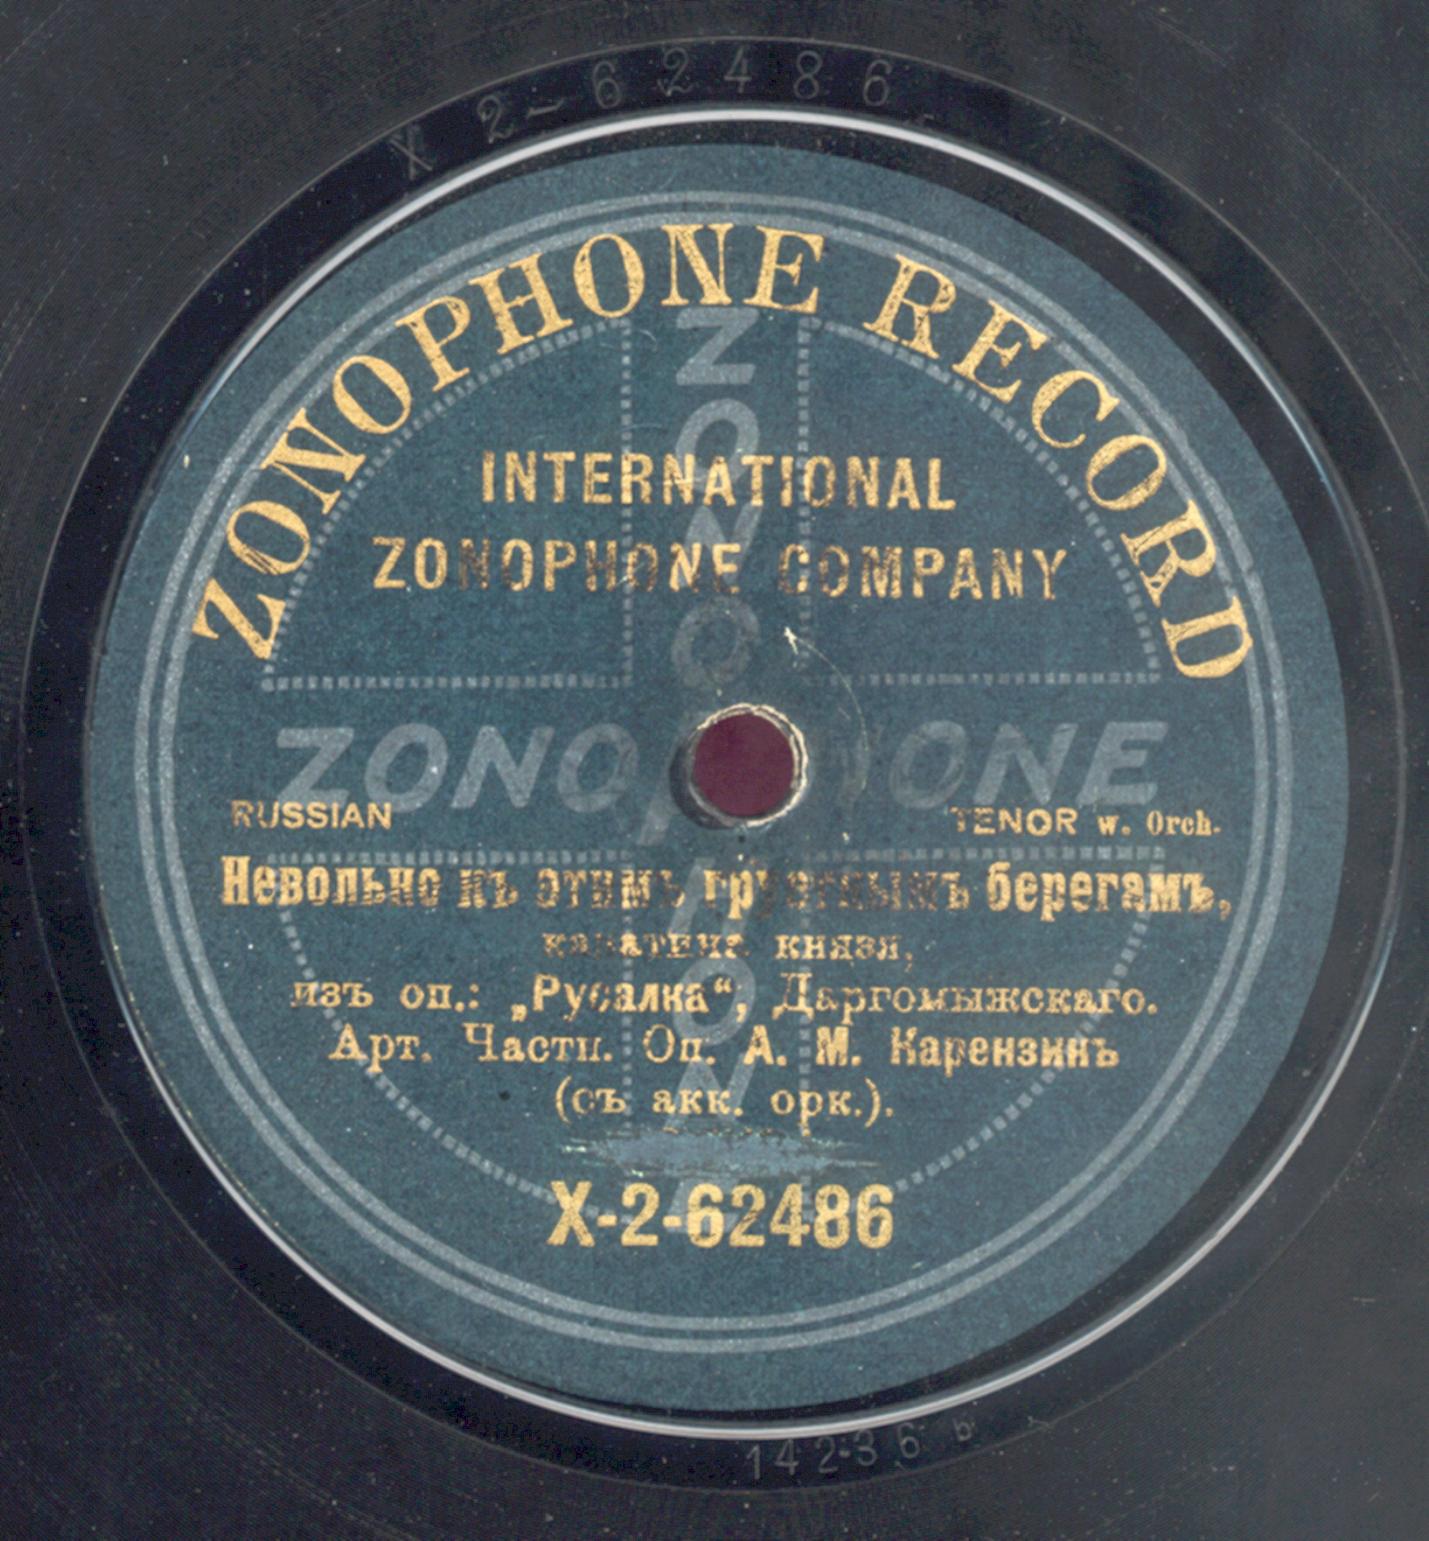 X 2-62486
ZONOPHONE RECORD
INTERNATIONAL
ZONOPHONE COMPANY
ZONOPHONE
ZONOPHONE
RUSSIAN
TENOR w. Orch.
Невольно къ этимъ грустнымъ берегамъ,
каватина князя,
изъ оп.: „Русалка“, Даргомыжскаго.
Арт. Частн. Оп. А. М. Карензинъ
(съ акк. орк.).
X-2-62486
14236 b